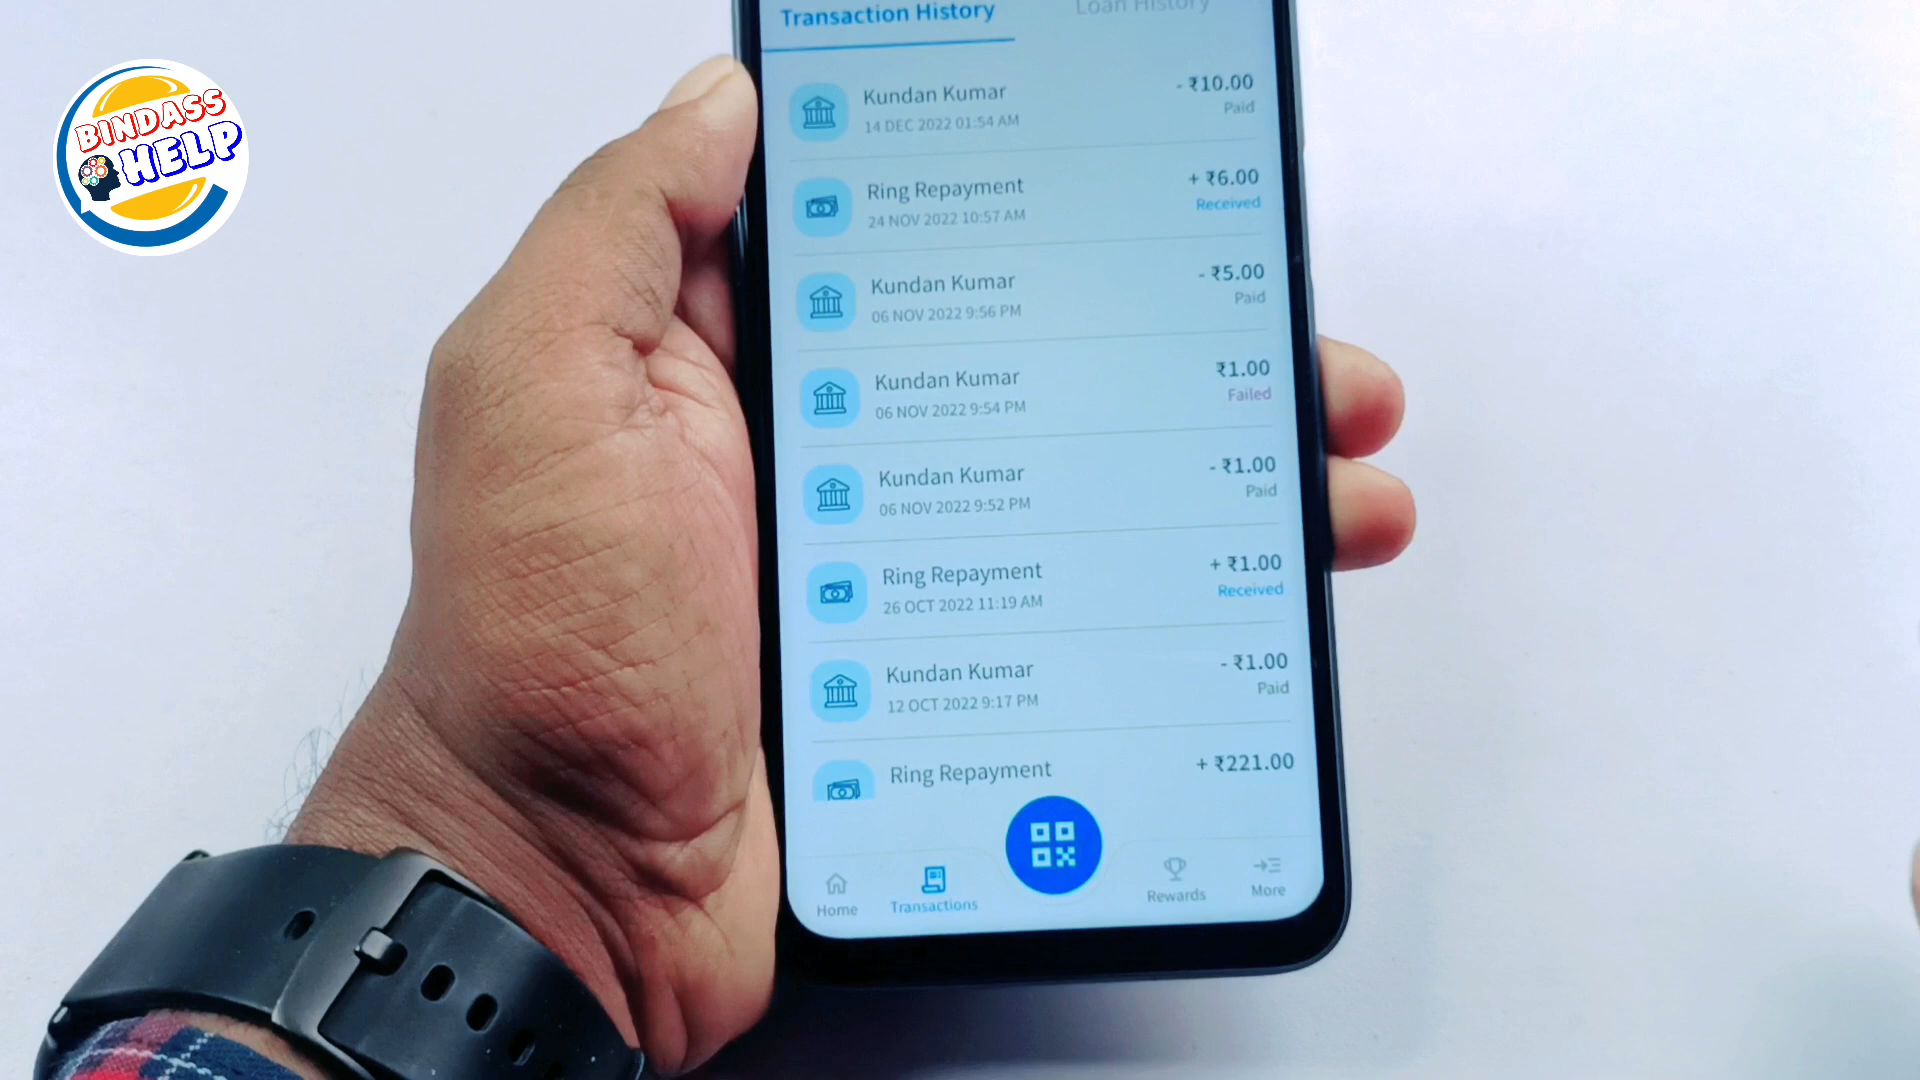 BINDASS
HELP
Transaction History
Loan History
Kundan Kumar
- ₹10.00
14 DEC 2022 01:54 AM
Paid
Ring Repayment
+ ₹6.00
24 NOV 2022 10:57 AM
Received
Kundan Kumar
- ₹5.00
06 NOV 2022 9:56 PM
Paid
Kundan Kumar
₹1.00
06 NOV 2022 9:54 PM
Failed
Kundan Kumar
- ₹1.00
06 NOV 2022 9:52 PM
Paid
Ring Repayment
+ ₹1.00
26 OCT 2022 11:19 AM
Received
Kundan Kumar
- ₹1.00
12 OCT 2022 9:17 PM
Paid
Ring Repayment
+ ₹221.00
Home
Transactions
Rewards
More